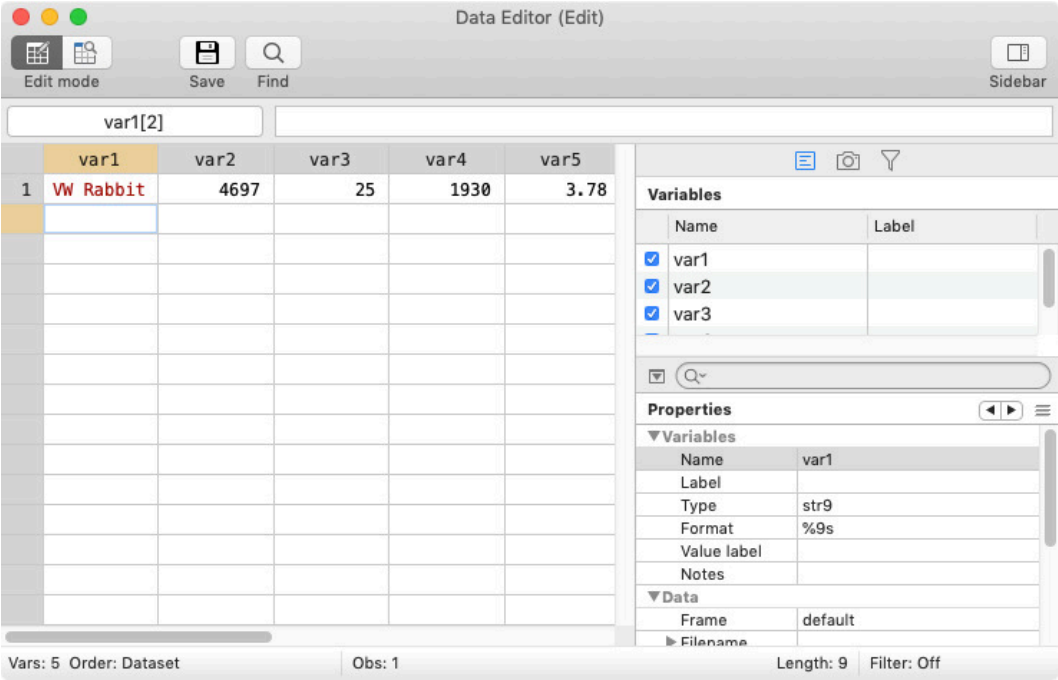 Data Editor (Edit)
Edit mode Save Find Sidebar
var1[2]
var1 var2 var3 var4 var5
1 VW Rabbit 4697 25 1930 3.78
Variables
Name Label
var1
var2
var3
Properties
Variables
Name var1
Label
Type str9
Format %9s
Value label
Notes
Data
Frame default
Filename
Vars: 5 Order: Dataset Obs: 1 Length: 9 Filter: Off